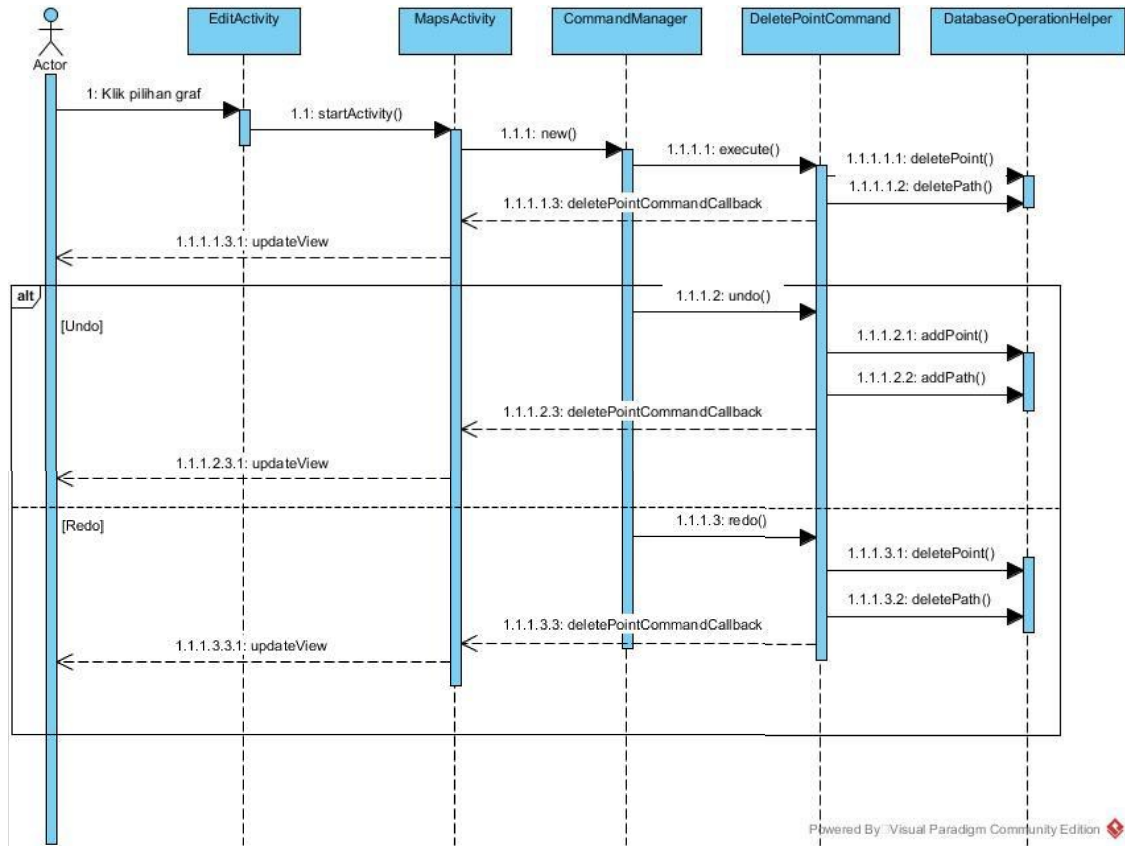 EditActivity
MapsActivity
CommandManager
DeletePointCommand
DatabaseOperationHelper
Actor
1: Klik pilihan graf
1.1: startActivity()
1.1.1: new()
1.1.1.1: execute()
1.1.1.1.1: deletePoint()
1.1.1.1.2: deletePath()
1.1.1.1.3: deletePointCommandCallback
1.1.1.1.3.1: updateView
alt
1.1.1.2: undo()
[Undo]
1.1.1.2.1: addPoint()
1.1.1.2.2: addPath()
1.1.1.2.3: deletePointCommandCallback
1.1.1.2.3.1: updateView
[Redo]
1.1.1.3: redo()
1.1.1.3.1: deletePoint()
1.1.1.3.2: deletePath()
1.1.1.3.3: deletePointCommandCallback
1.1.1.3.3.1: updateView
Powered By Visual Paradigm Community Edition